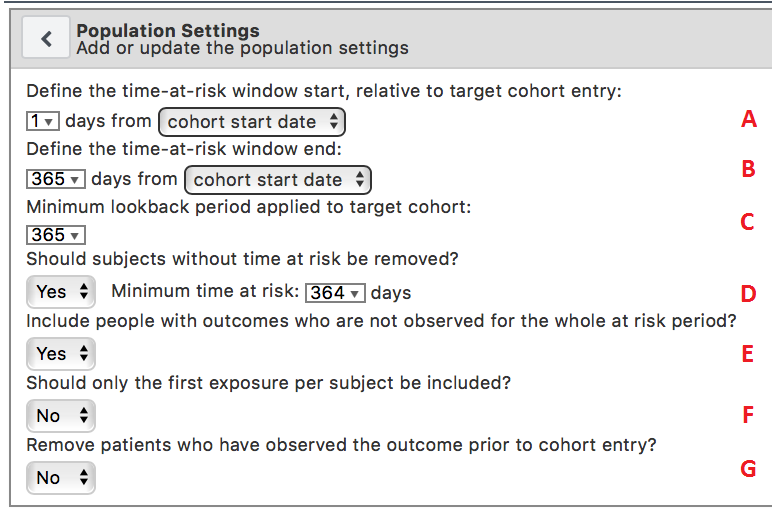 Population Settings
Add or update the population settings
Define the time-at-risk window start, relative to target cohort entry:
1 days from cohort start date A
Define the time-at-risk window end:
365 days from cohort start date B
Minimum lookback period applied to target cohort:
365 C
Should subjects without time at risk be removed?
Yes Minimum time at risk: 364 days D
Include people with outcomes who are not observed for the whole at risk period?
Yes E
Should only the first exposure per subject be included?
No F
Remove patients who have observed the outcome prior to cohort entry?
No G